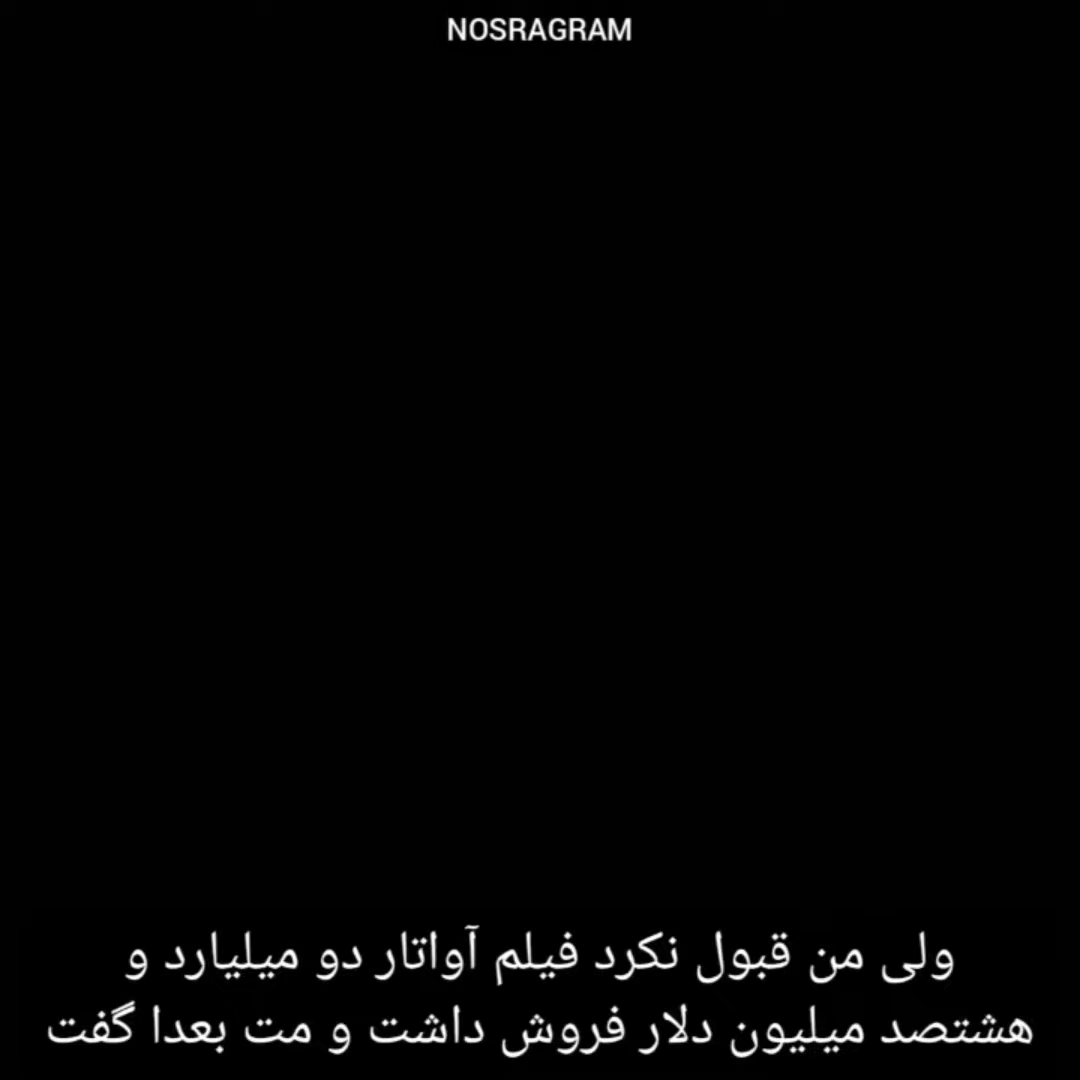 NOSRAGRAM
ولی من قبول نکرد فیلم آواتار دو میلیارد و
هشتصد میلیون دلار فروش داشت و مت بعدا گفت